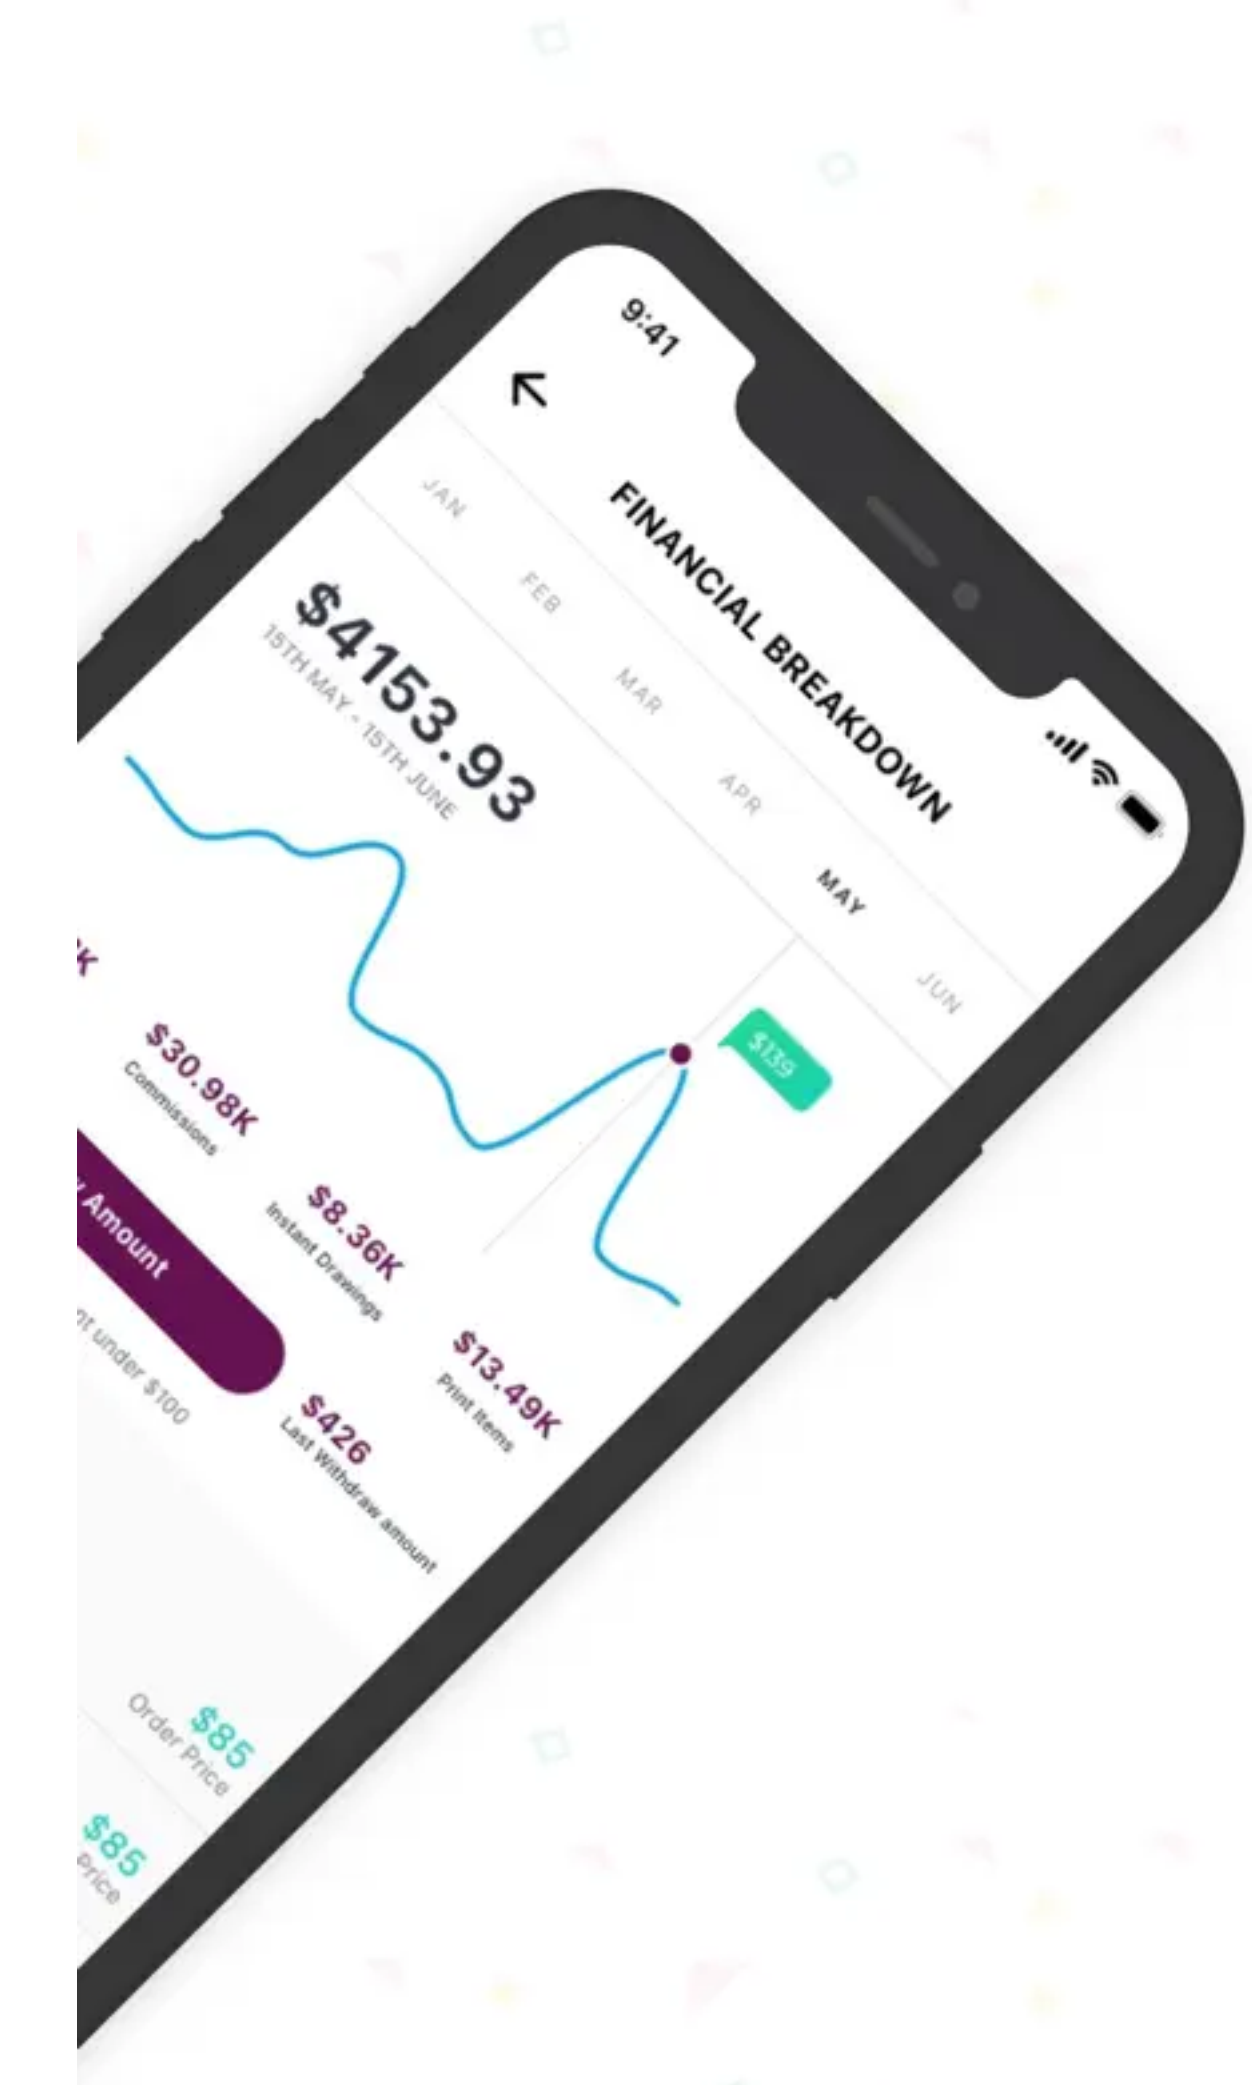 9:41
FINANCIAL BREAKDOWN
JAN FEB MAR APR MAY JUN
$4153.93
15TH MAY - 15TH JUNE
$139
K
$30.98K
Commissions
$8.36K
Instant Drawings
$13.49K
Print Items
Amount
$426
Last Withdraw amount
under $100
$85
Order Price
$85
Price